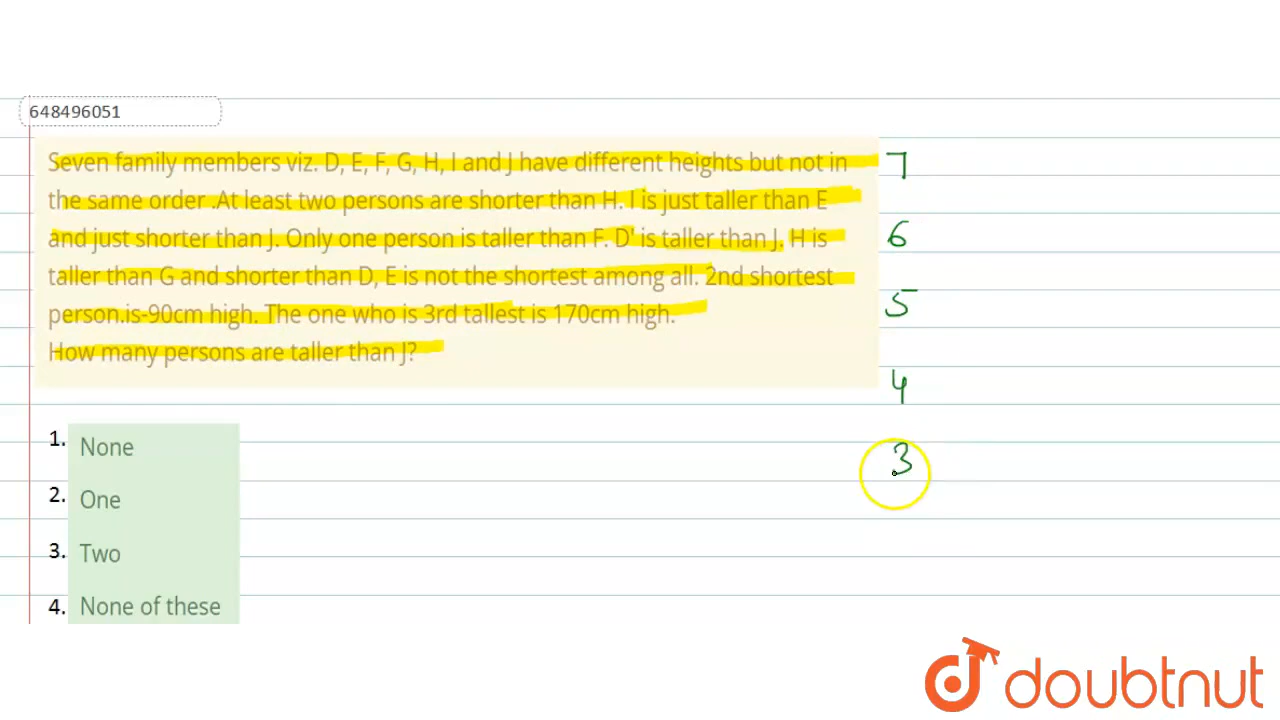 648496051
Seven family members viz. D, E, F, G, H, I and J have different heights but not in
the same order .At least two persons are shorter than H. I is just taller than E
and just shorter than J. Only one person is taller than F. D' is taller than J. H is
taller than G and shorter than D, E is not the shortest among all. 2nd shortest
person.is-90cm high. The one who is 3rd tallest is 170cm high.
How many persons are taller than J?
7
6
5
4
3
1. None
2. One
3. Two
4. None of these
doubtnut